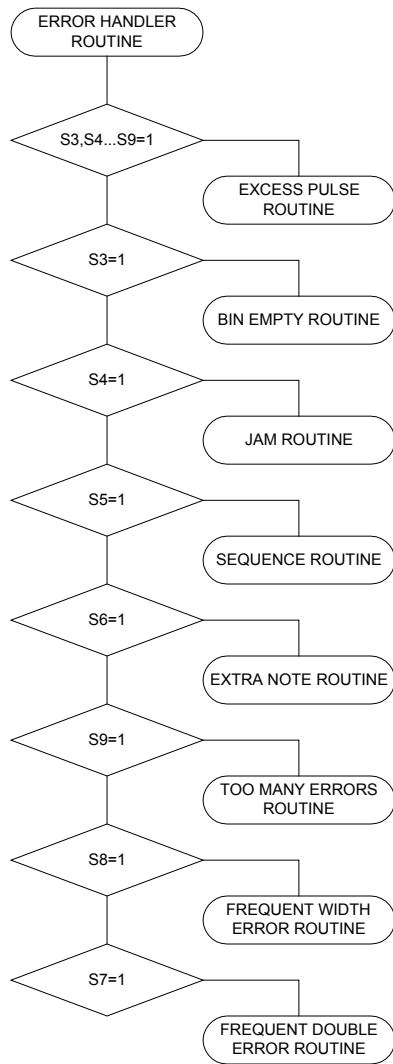 ERROR HANDLER
ROUTINE
S3,S4...S9=1
EXCESS PULSE
ROUTINE
S3=1
BIN EMPTY ROUTINE
S4=1
JAM ROUTINE
S5=1
SEQUENCE ROUTINE
S6=1
EXTRA NOTE ROUTINE
S9=1
TOO MANY ERRORS
ROUTINE
S8=1
FREQUENT WIDTH
ERROR ROUTINE
S7=1
FREQUENT DOUBLE
ERROR ROUTINE